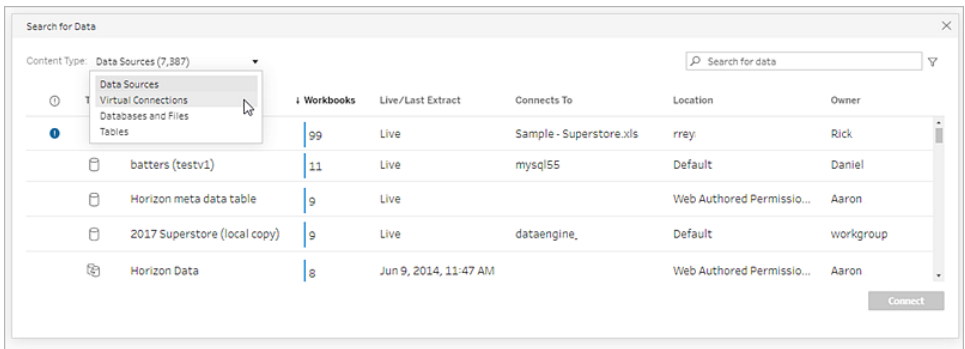 Search for Data
Content Type: Data Sources (7,387)
Search for data
Data Sources
Virtual Connections
Databases and Files
Tables
T ↓ Workbooks Live/Last Extract Connects To Location Owner
99 Live Sample - Superstore.xls rrey Rick
batters (testv1) 11 Live mysql55 Default Daniel
Horizon meta data table 9 Live Web Authored Permissio... Aaron
2017 Superstore (local copy) 9 Live dataengine. Default workgroup
Horizon Data 8 Jun 9, 2014, 11:47 AM Web Authored Permissio... Aaron
Connect